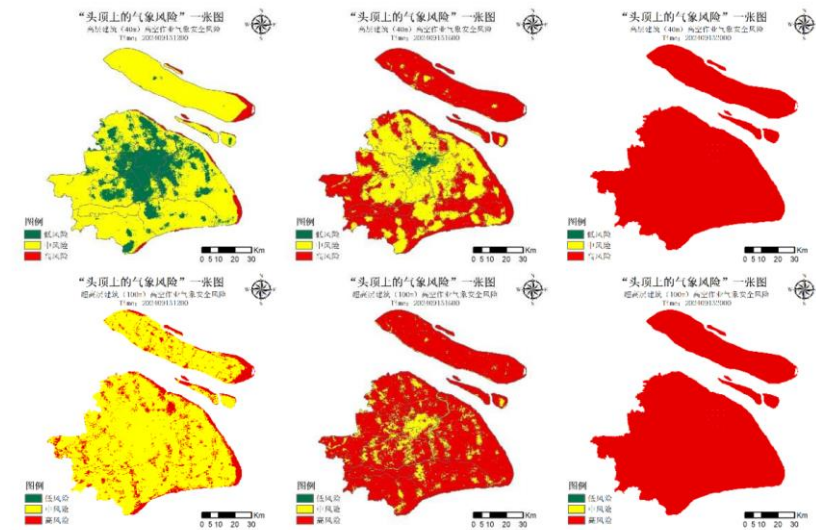 “头顶上的气象风险”一张图
高层建筑（40m）高空作业气象安全风险
Time: 202409151200
图例
低风险
中风险
高风险
Km
0 5 10 20 30
“头顶上的气象风险”一张图
高层建筑（40m）高空作业气象安全风险
Time: 202409151600
图例
低风险
中风险
高风险
Km
0 5 10 20 30
“头顶上的气象风险”一张图
高层建筑（40m）高空作业气象安全风险
Time: 202409152000
图例
低风险
中风险
高风险
Km
0 5 10 20 30
“头顶上的气象风险”一张图
超高层建筑（100m）高空作业气象安全风险
Time: 202409151200
图例
低风险
中风险
高风险
Km
0 5 10 20 30
“头顶上的气象风险”一张图
超高层建筑（100m）高空作业气象安全风险
Time: 202409151600
图例
低风险
中风险
高风险
Km
0 5 10 20 30
“头顶上的气象风险”一张图
超高层建筑（100m）高空作业气象安全风险
Time: 202409152000
图例
低风险
中风险
高风险
Km
0 5 10 20 30